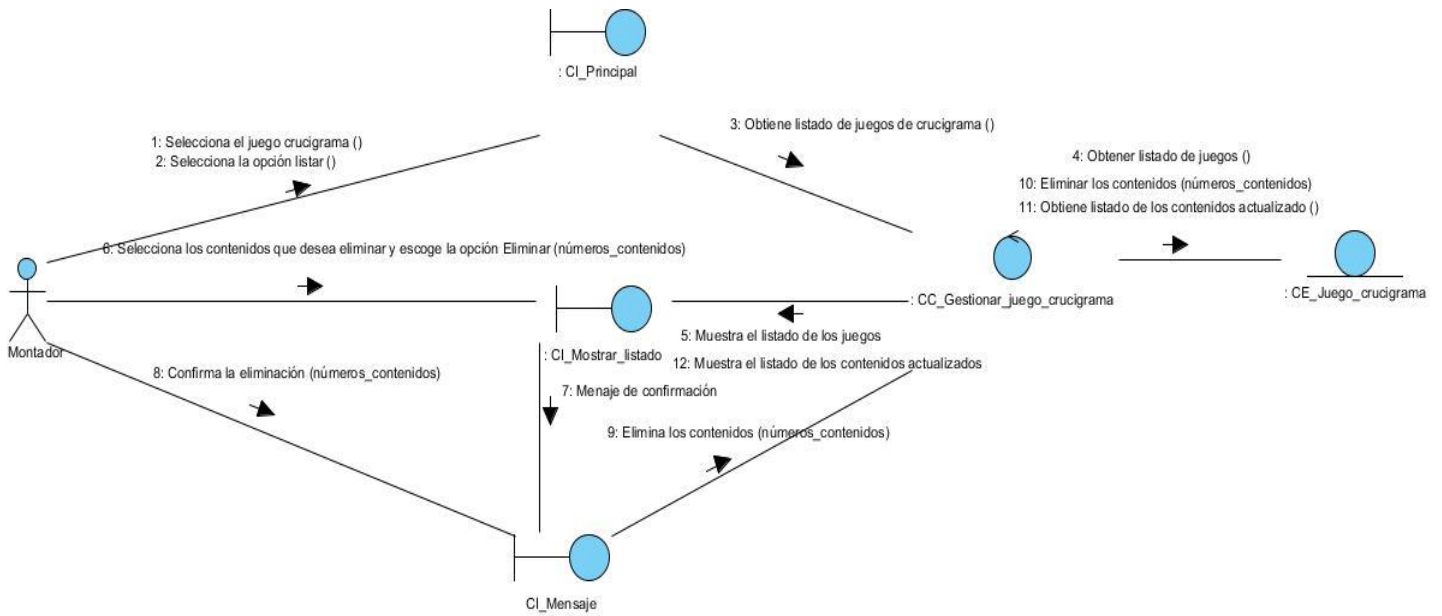 : CI_Principal
1: Selecciona el juego crucigrama ()
2: Selecciona la opción listar ()
3: Obtiene listado de juegos de crucigrama ()
4: Obtener listado de juegos ()
10: Eliminar los contenidos (números_contenidos)
11: Obtiene listado de los contenidos actualizado ()
6: Selecciona los contenidos que desea eliminar y escoge la opción Eliminar (números_contenidos)
: CC_Gestionar_juego_crucigrama
: CE_Juego_crucigrama
Montador
: CI_Mostrar_listado
5: Muestra el listado de los juegos
12: Muestra el listado de los contenidos actualizados
8: Confirma la eliminación (números_contenidos)
7: Menaje de confirmación
9: Elimina los contenidos (números_contenidos)
CI_Mensaje